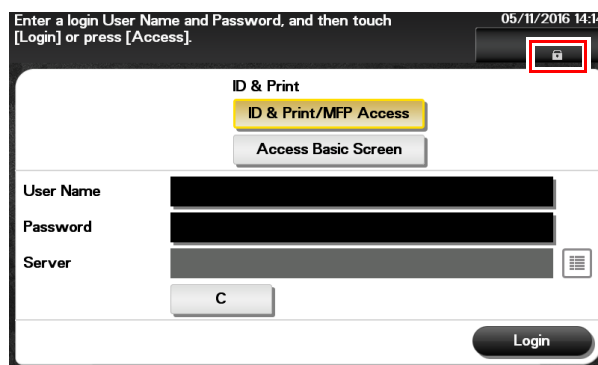 Enter a login User Name and Password, and then touch
[Login] or press [Access].
05/11/2016 14:14
ID & Print
ID & Print/MFP Access
Access Basic Screen
User Name
Password
Server
C
Login